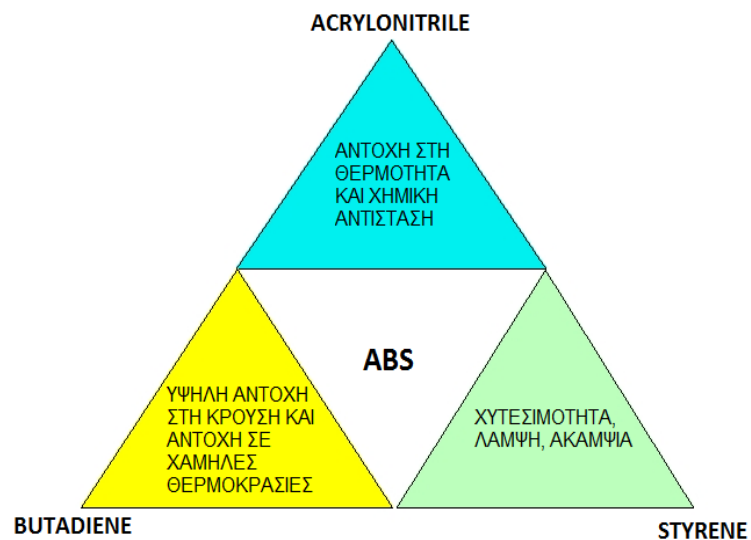 ACRYLONITRILE
ΑΝΤΟΧΗ ΣΤΗ
ΘΕΡΜΟΤΗΤΑ
ΚΑΙ ΧΗΜΙΚΗ
ΑΝΤΙΣΤΑΣΗ
ABS
ΥΨΗΛΗ ΑΝΤΟΧΗ
ΣΤΗ ΚΡΟΥΣΗ ΚΑΙ
ΑΝΤΟΧΗ ΣΕ
ΧΑΜΗΛΕΣ
ΘΕΡΜΟΚΡΑΣΙΕΣ
ΧΥΤΕΣΙΜΟΤΗΤΑ,
ΛΑΜΨΗ, ΑΚΑΜΨΙΑ
BUTADIENE
STYRENE